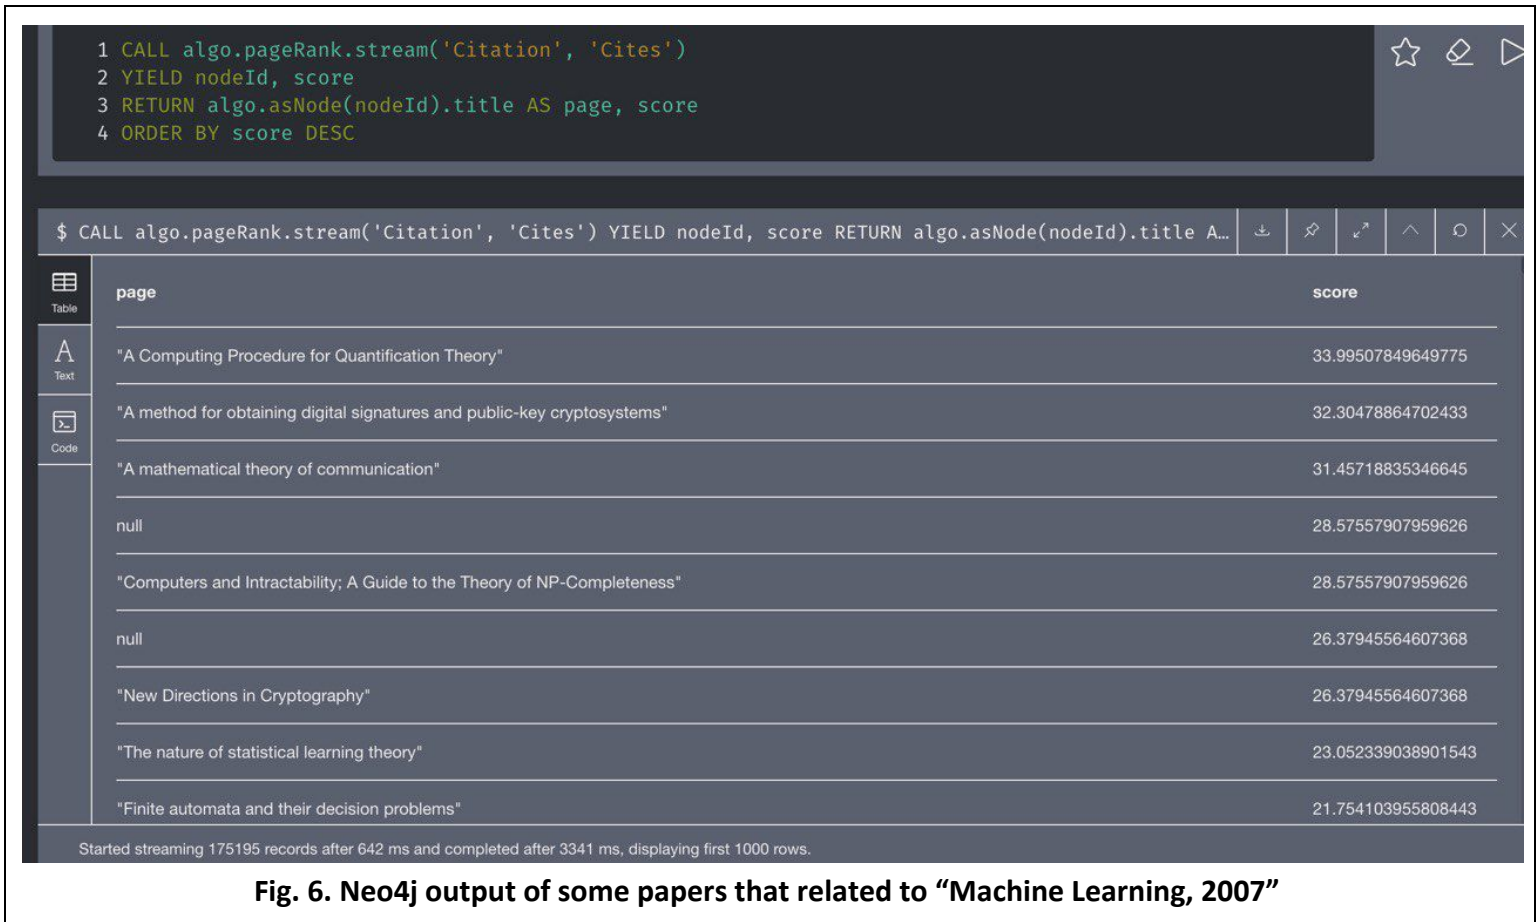 1 CALL algo.pageRank.stream('Citation', 'Cites')
2 YIELD nodeId, score
3 RETURN algo.asNode(nodeId).title AS page, score
4 ORDER BY score DESC
$ CALL algo.pageRank.stream('Citation', 'Cites') YIELD nodeId, score RETURN algo.asNode(nodeId).title A…
Table
A
Text
Code
page score
"A Computing Procedure for Quantification Theory" 33.99507849649775
"A method for obtaining digital signatures and public-key cryptosystems" 32.30478864702433
"A mathematical theory of communication" 31.45718835346645
null 28.57557907959626
"Computers and Intractability; A Guide to the Theory of NP-Completeness" 28.57557907959626
null 26.37945564607368
"New Directions in Cryptography" 26.37945564607368
"The nature of statistical learning theory" 23.052339038901543
"Finite automata and their decision problems" 21.754103955808443
Started streaming 175195 records after 642 ms and completed after 3341 ms, displaying first 1000 rows.
Fig. 6. Neo4j output of some papers that related to “Machine Learning, 2007”